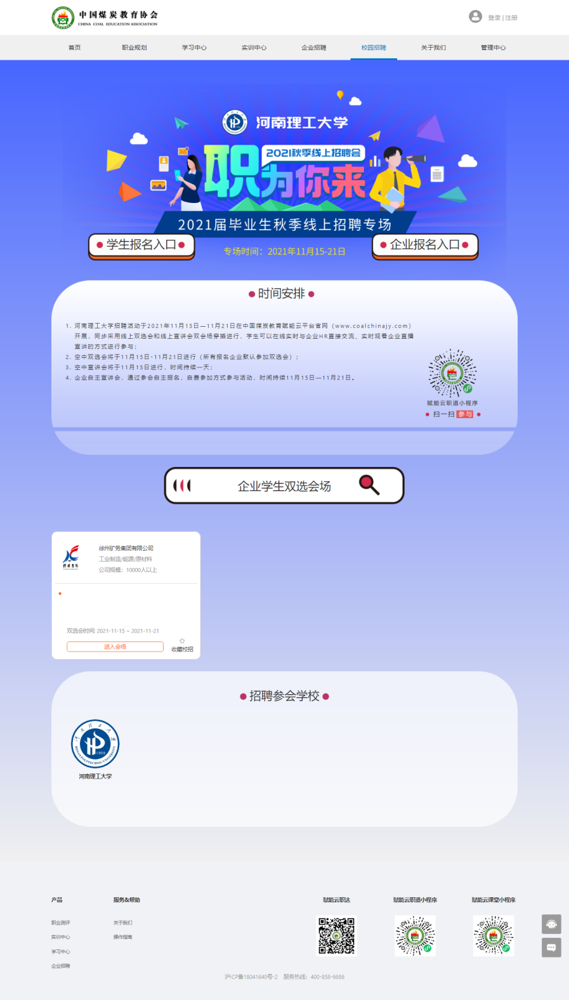 中国煤炭教育协会
CHINA COAL EDUCATION ASSOCIATION
登录 | 注册
首页 职业规划 学习中心 实训中心 企业招聘 校园招聘 关于我们 管理中心
河南理工大学
2021秋季线上招聘会
职为你来
2021届毕业生秋季线上招聘专场
学生报名入口
企业报名入口
专场时间：2021年11月15-21日
时间安排
1. 河南理工大学招聘活动于2021年11月15日—11月21日在中国煤炭教育赋能云平台官网（www.coalchinajy.com）
开展，同步采用线上双选会和线上宣讲会双会场穿插进行，学生可以在线实时与企业HR直接交流、实时观看企业直播
宣讲的方式进行参与；
2. 空中双选会将于11月15日-11月21日进行（所有报名企业默认参加双选会）；
3. 空中宣讲会将于11月15日进行，时间持续一天；
4. 企业自主宣讲会，通过参会自主报名，自费参加方式参与活动，时间持续11月15日—11月21日。
赋能云职道小程序
扫一扫 参与
企业学生双选会场
徐州矿务集团有限公司
工业制造/能源/原材料
公司规模：10000人以上
双选会时间: 2021-11-15 ~ 2021-11-21
进入会场
收藏校招
招聘参会学校
HENAN POLYTECHNIC UNIVERSITY
1909
河南理工大学
产品 服务&帮助 赋能云职达 赋能云职道小程序 赋能云课堂小程序
职业测评 关于我们
实训中心 操作指南
学习中心
企业招聘
沪ICP备18041640号-2 服务热线：400-858-6686